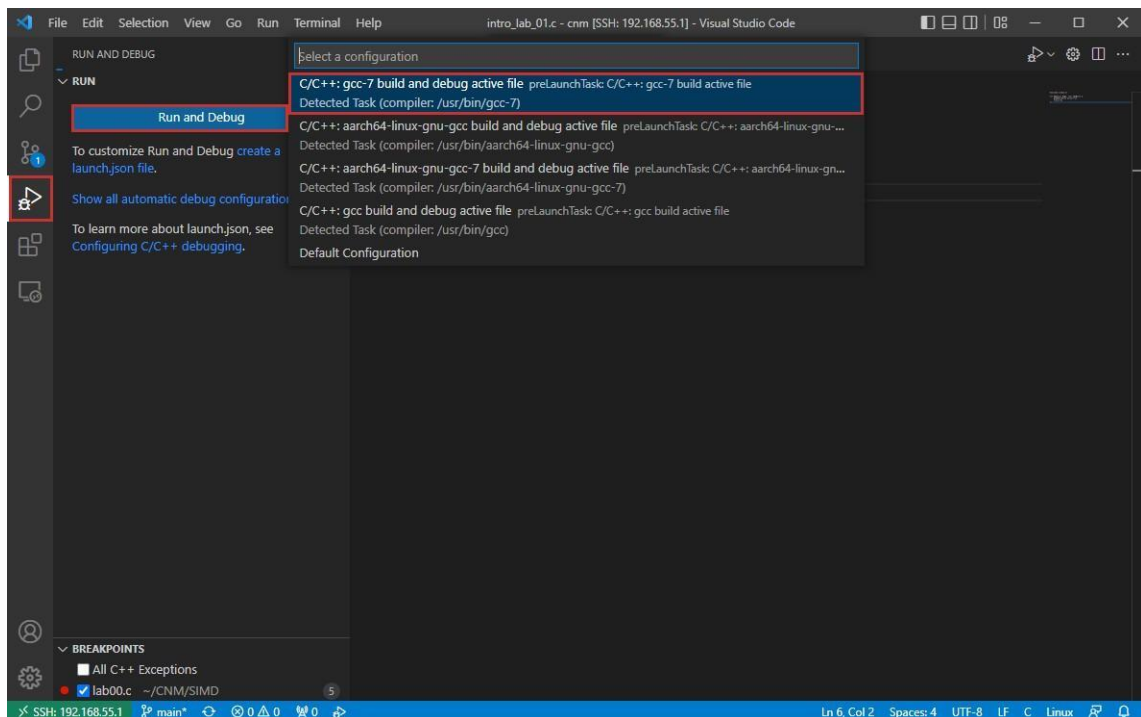 File Edit Selection View Go Run Terminal Help
intro_lab_01.c - cnm [SSH: 192.168.55.1] - Visual Studio Code
RUN AND DEBUG
RUN
Run and Debug
To customize Run and Debug create a
launch.json file.
Show all automatic debug configuration
To learn more about launch.json, see
Configuring C/C++ debugging.
Select a configuration
C/C++: gcc-7 build and debug active file preLaunchTask: C/C++: gcc-7 build active file
Detected Task (compiler: /usr/bin/gcc-7)
C/C++: aarch64-linux-gnu-gcc build and debug active file preLaunchTask: C/C++: aarch64-linux-gnu-...
Detected Task (compiler: /usr/bin/aarch64-linux-gnu-gcc)
C/C++: aarch64-linux-gnu-gcc-7 build and debug active file preLaunchTask: C/C++: aarch64-linux-gn...
Detected Task (compiler: /usr/bin/aarch64-linux-gnu-gcc-7)
C/C++: gcc build and debug active file preLaunchTask: C/C++: gcc build active file
Detected Task (compiler: /usr/bin/gcc)
Default Configuration
1
BREAKPOINTS
All C++ Exceptions
lab00.c ~/CNM/SIMD 5
SSH: 192.168.55.1 main* 0 0 0 Ln 6, Col 2 Spaces: 4 UTF-8 LF C Linux